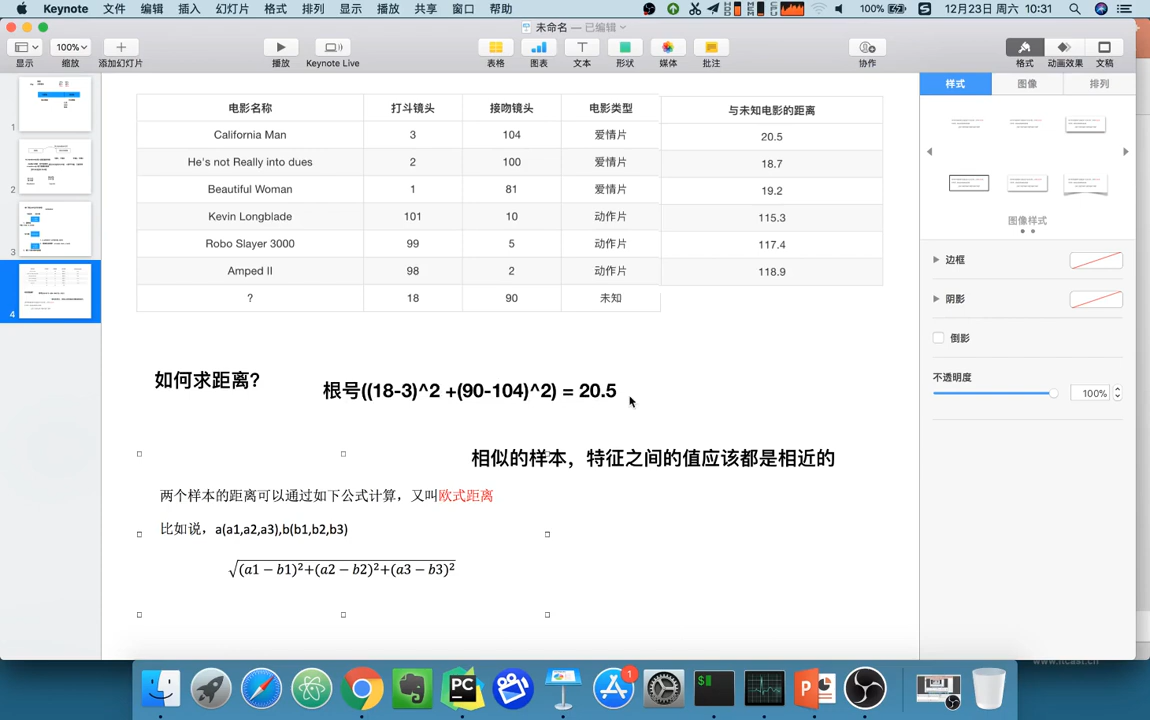 Keynote 文件 编辑 插入 幻灯片 格式 排列 显示 播放 共享 窗口 帮助 100% 12月23日 周六 10:31
未命名 — 已编辑
100%
显示 缩放 添加幻灯片 播放 Keynote Live 表格 图表 文本 形状 媒体 批注 协作 格式 动画效果 文稿
样式 图像 排列
电影名称 打斗镜头 接吻镜头 电影类型 与未知电影的距离
California Man 3 104 爱情片 20.5
He's not Really into dues 2 100 爱情片 18.7
Beautiful Woman 1 81 爱情片 19.2
Kevin Longblade 101 10 动作片 115.3
Robo Slayer 3000 99 5 动作片 117.4
Amped II 98 2 动作片 118.9
? 18 90 未知
1
2
3
4
图像样式
边框
阴影
倒影
不透明度
100%
如何求距离?
根号((18-3)^2 +(90-104)^2) = 20.5
相似的样本，特征之间的值应该都是相近的
两个样本的距离可以通过如下公式计算，又叫欧式距离
比如说，a(a1,a2,a3),b(b1,b2,b3)
√(a1 − b1)²+(a2 − b2)²+(a3 − b3)²
PC
$
P
1
www.itcast.cn